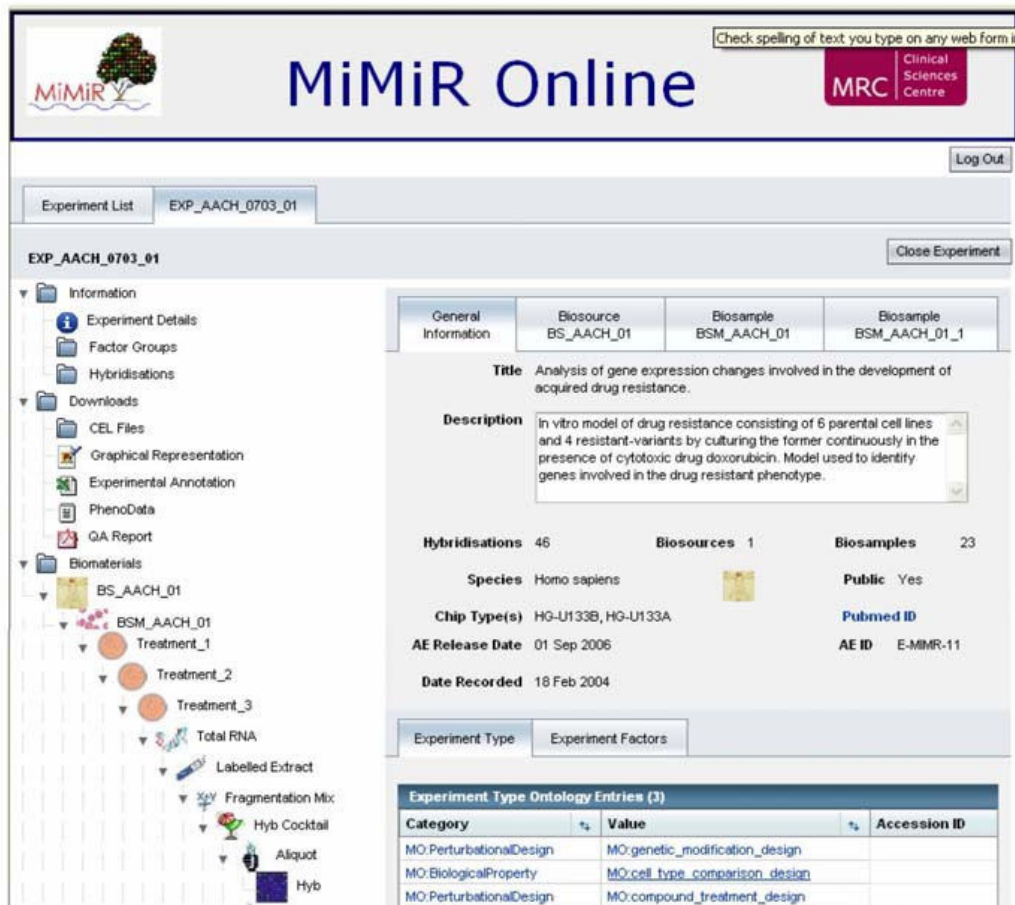 Check spelling of text you type on any web form i
MiMiR
MiMiR Online
MRC
Clinical
Sciences
Centre
Log Out
Experiment List
EXP_AACH_0703_01
EXP_AACH_0703_01
Close Experiment
Information
Experiment Details
Factor Groups
Hybridisations
Downloads
CEL Files
Graphical Representation
Experimental Annotation
PhenoData
QA Report
Biomaterials
BS_AACH_01
BSM_AACH_01
Treatment_1
Treatment_2
Treatment_3
Total RNA
Labelled Extract
X+Y Fragmentation Mix
Hyb Cocktail
Aliquot
Hyb
General
Information
Biosource
BS_AACH_01
Biosample
BSM_AACH_01
Biosample
BSM_AACH_01_1
Title Analysis of gene expression changes involved in the development of
acquired drug resistance.
Description In vitro model of drug resistance consisting of 6 parental cell lines
and 4 resistant-variants by culturing the former continuously in the
presence of cytotoxic drug doxorubicin. Model used to identify
genes involved in the drug resistant phenotype.
Hybridisations 46 Biosources 1 Biosamples 23
Species Homo sapiens Public Yes
Chip Type(s) HG-U133B, HG-U133A Pubmed ID
AE Release Date 01 Sep 2006 AE ID E-MIMR-11
Date Recorded 18 Feb 2004
Experiment Type Experiment Factors
Experiment Type Ontology Entries (3)
Category Value Accession ID
MO:PerturbationalDesign MO:genetic_modification_design
MO:BiologicalProperty MO:cell_type_comparison_design
MO:PerturbationalDesign MO:compound_treatment_design